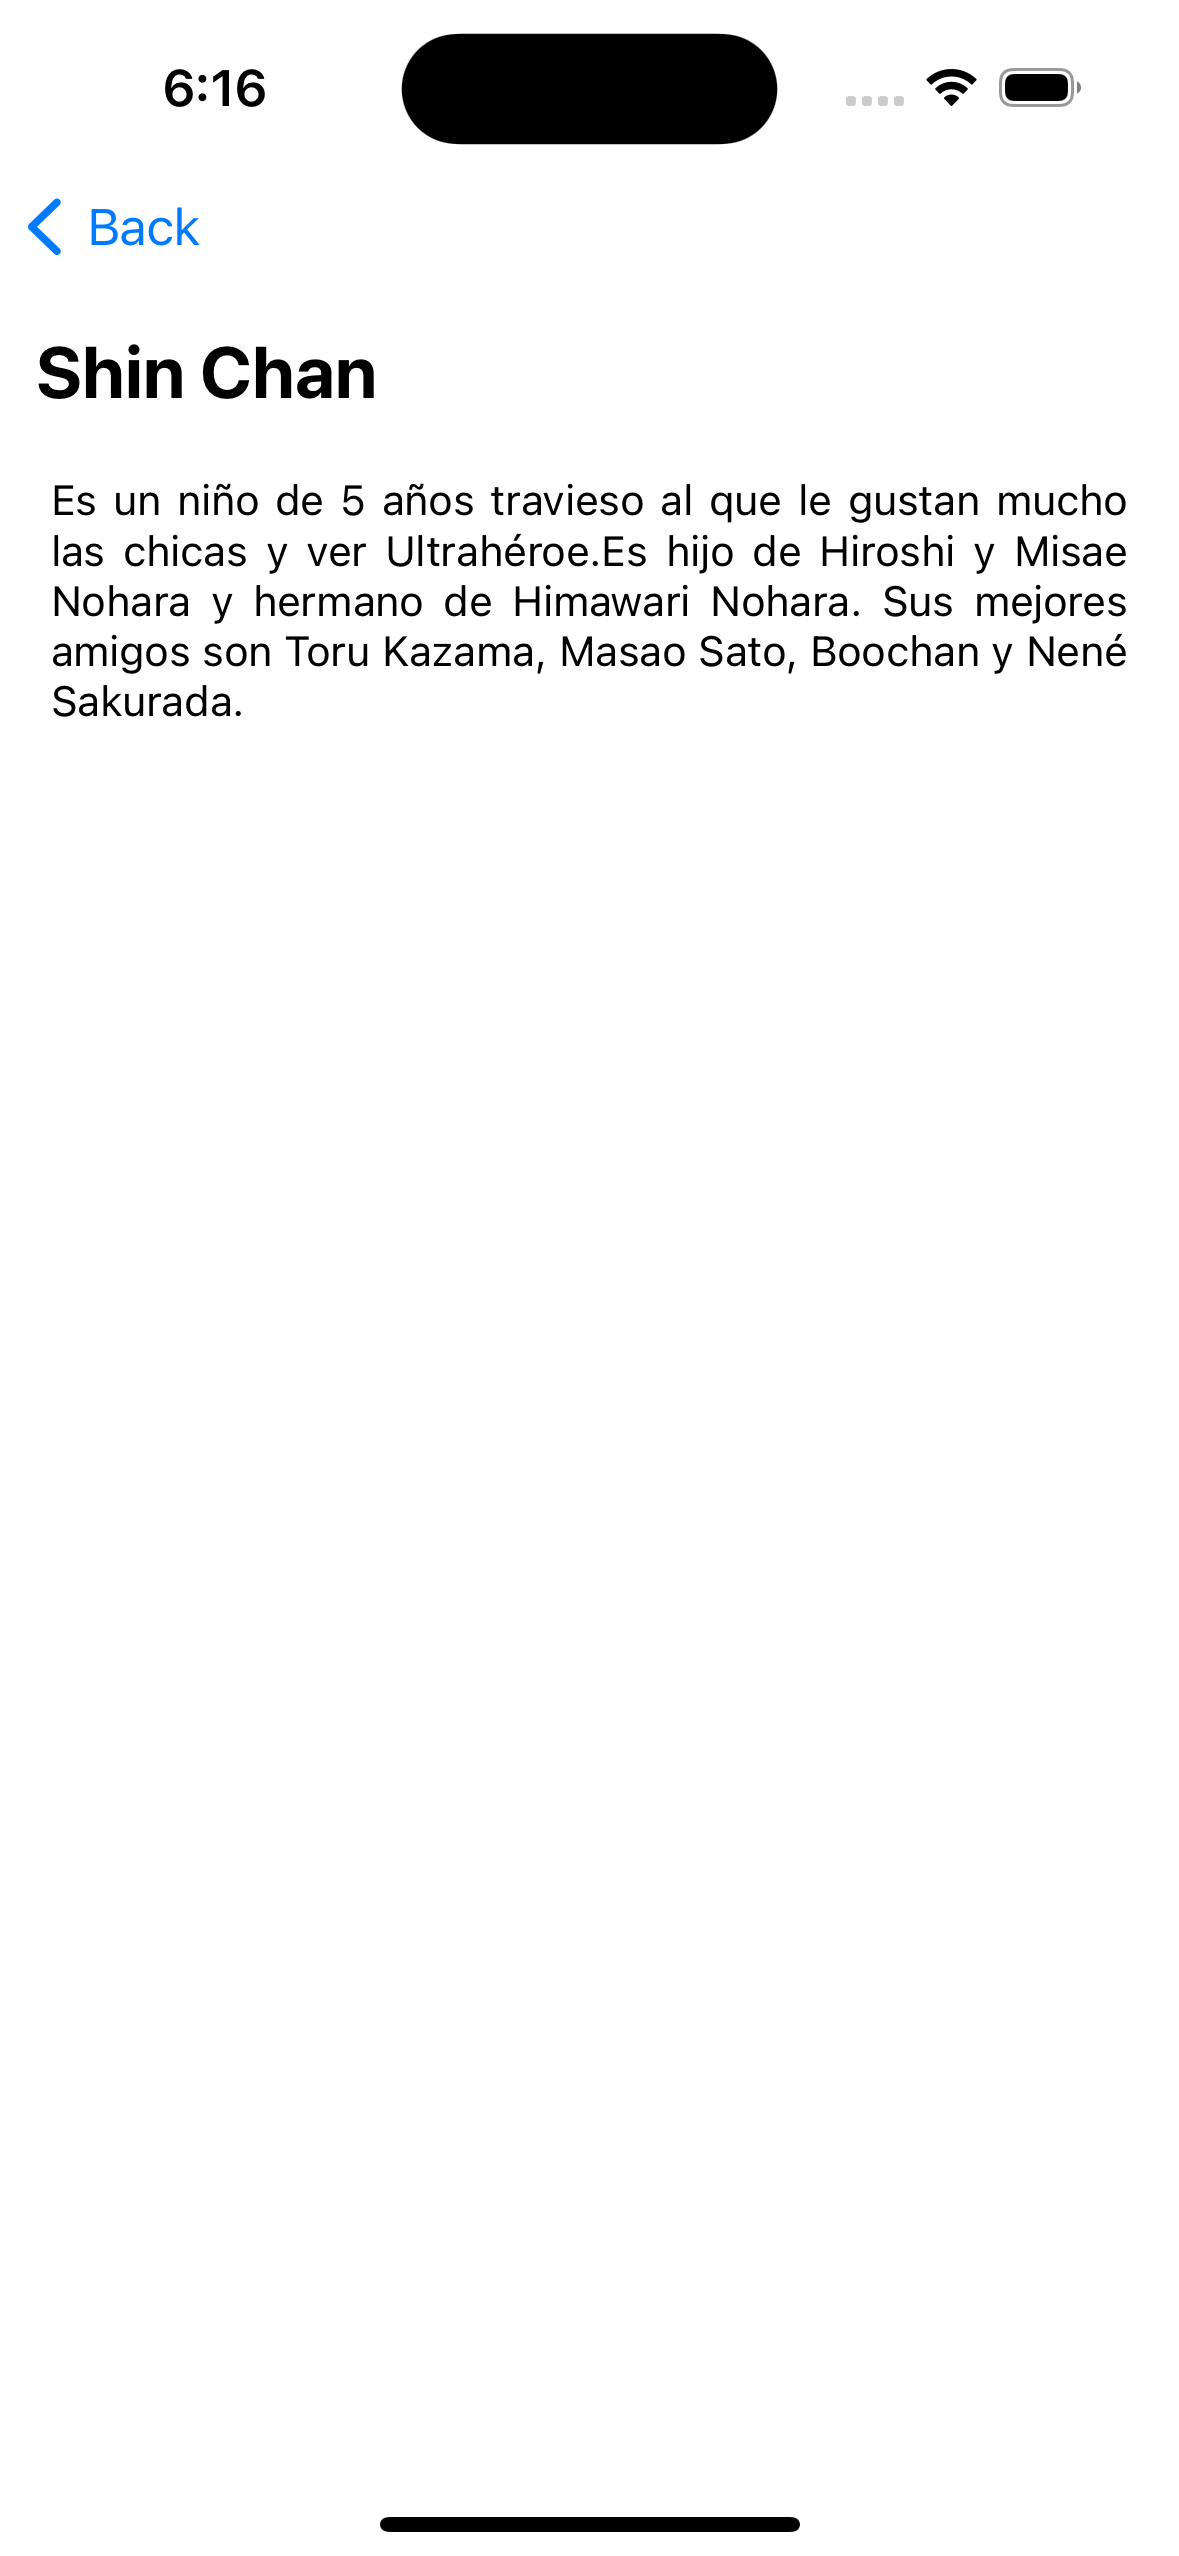 6:16
Back
Shin Chan
Es un niño de 5 años travieso al que le gustan mucho
las chicas y ver Ultrahéroe.Es hijo de Hiroshi y Misae
Nohara y hermano de Himawari Nohara. Sus mejores
amigos son Toru Kazama, Masao Sato, Boochan y Nené
Sakurada.